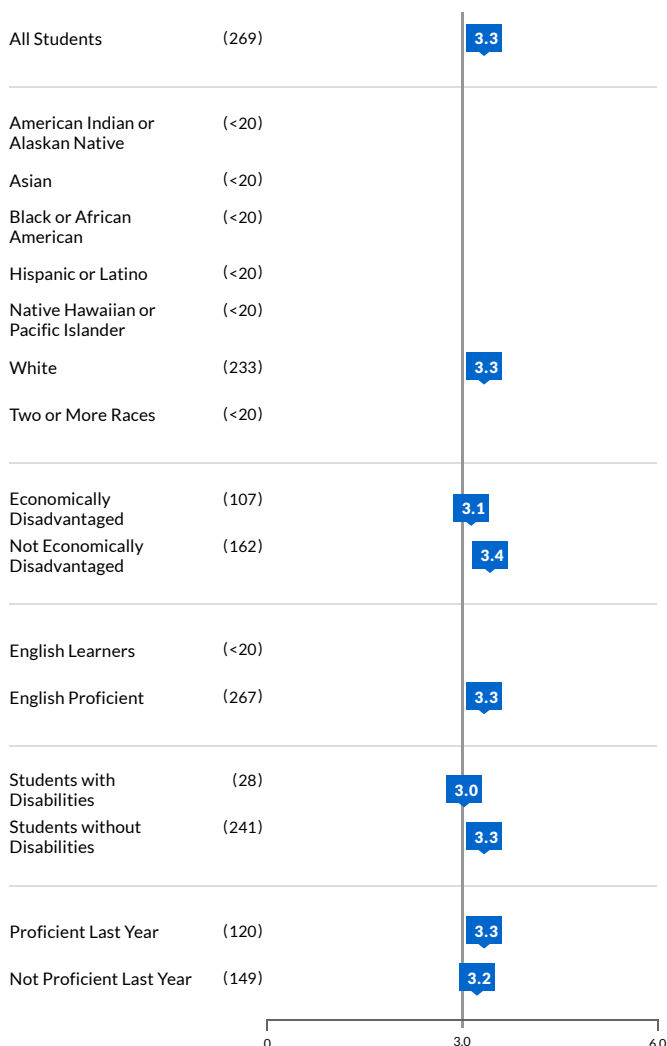 All Students (269) 3.3
American Indian or
Alaskan Native (<20)
Asian (<20)
Black or African
American (<20)
Hispanic or Latino (<20)
Native Hawaiian or
Pacific Islander (<20)
White (233) 3.3
Two or More Races (<20)
Economically
Disadvantaged (107) 3.1
Not Economically
Disadvantaged (162) 3.4
English Learners (<20)
English Proficient (267) 3.3
Students with
Disabilities (28) 3.0
Students without
Disabilities (241) 3.3
Proficient Last Year (120) 3.3
Not Proficient Last Year (149) 3.2
0 3.0 6.0